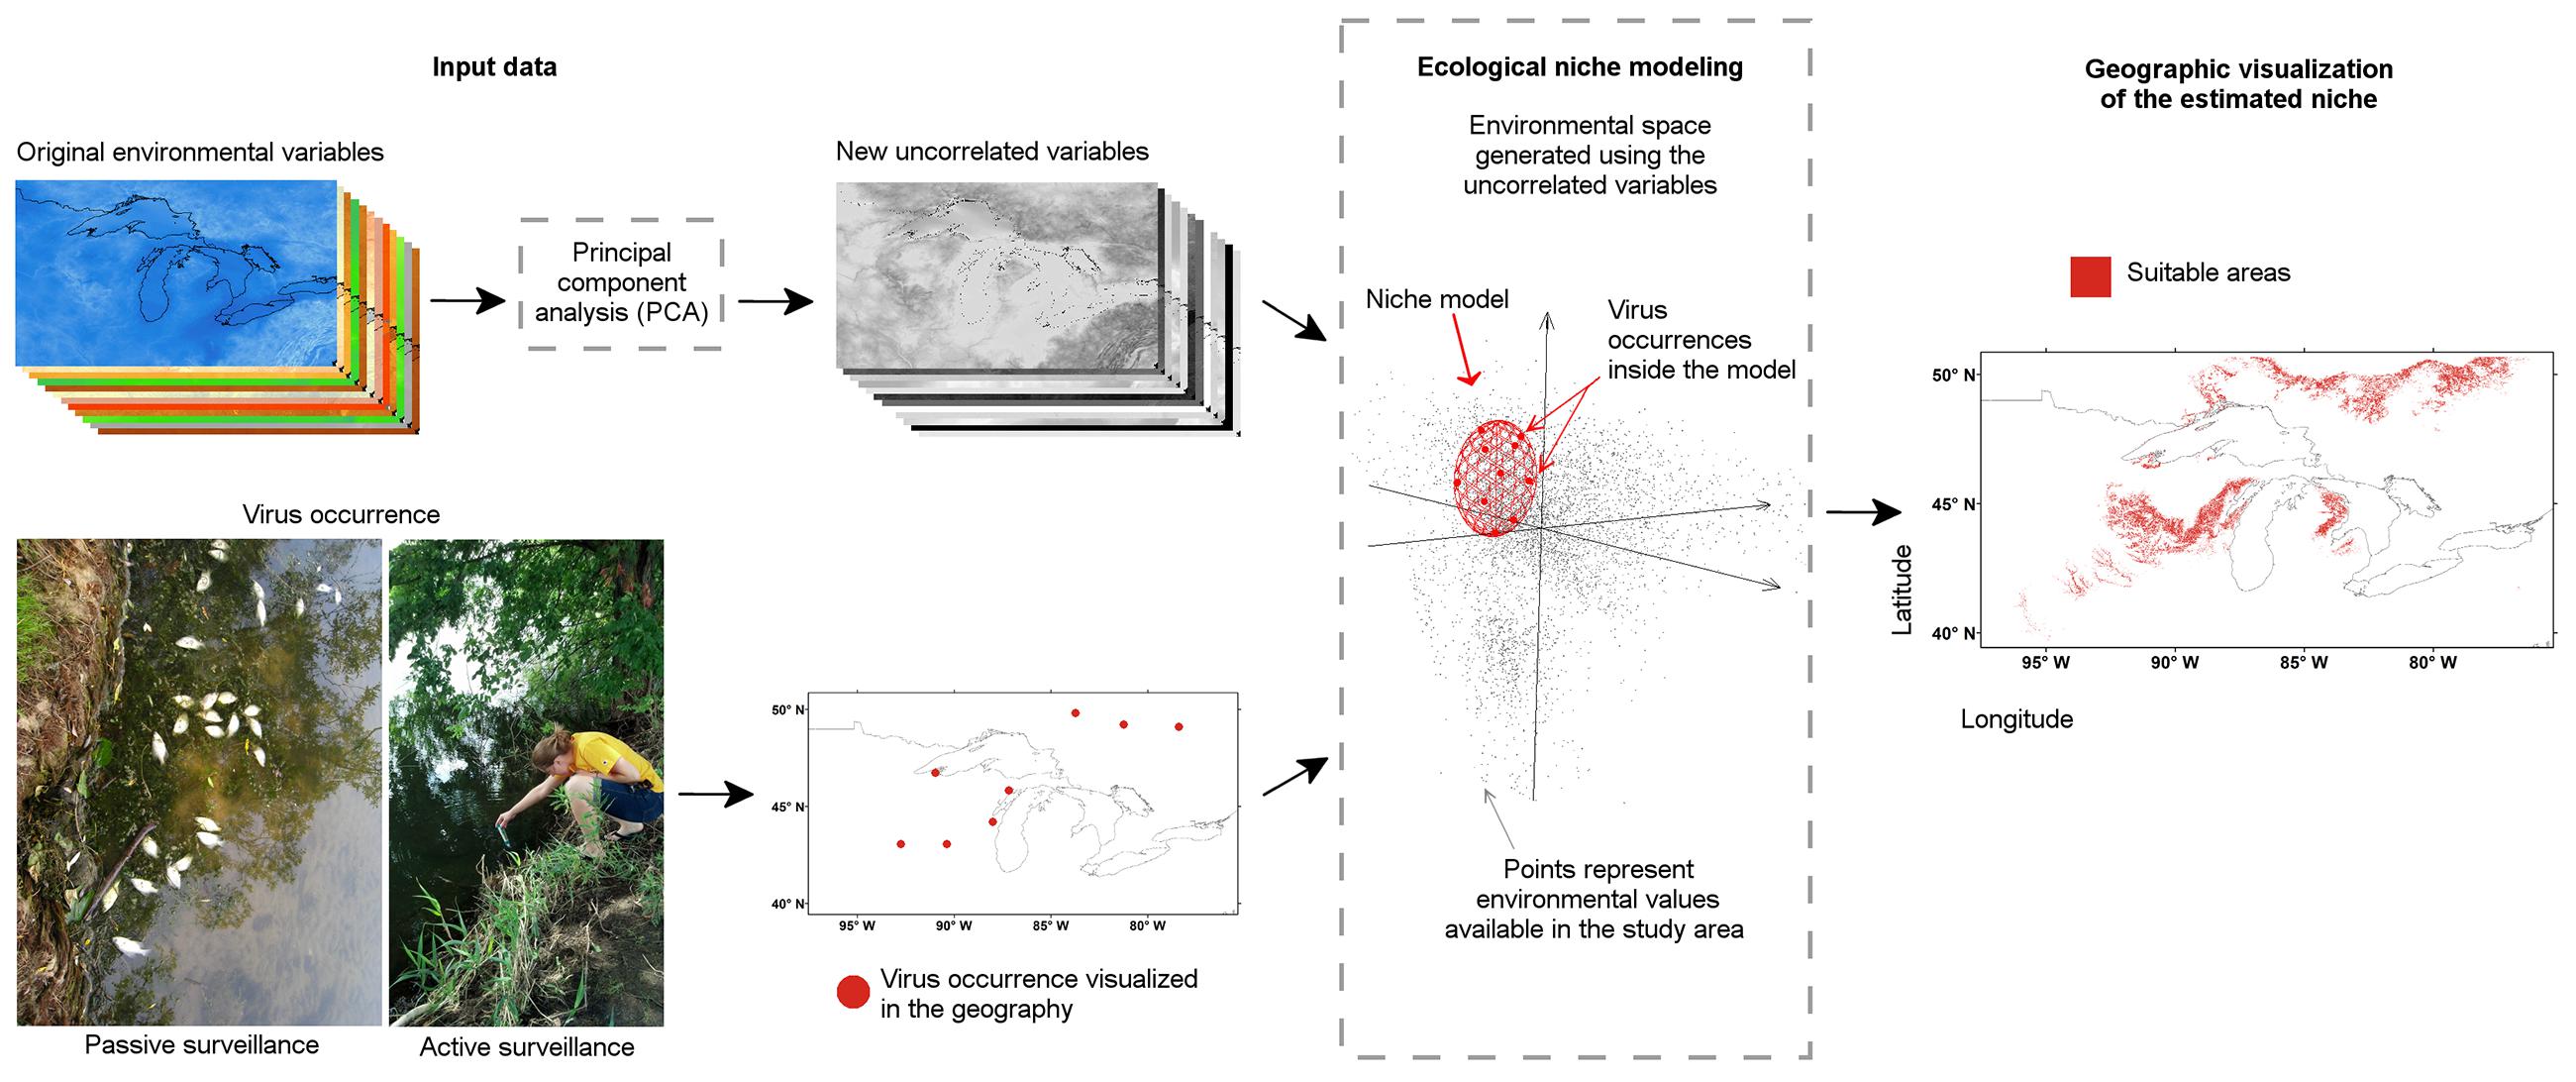 Input data
Original environmental variables
Principal
component
analysis (PCA)
New uncorrelated variables
Virus occurrence
Passive surveillance
Active surveillance
50° N
45° N
40° N
95° W
90° W
85° W
80° W
Virus occurrence visualized
in the geography
Ecological niche modeling
Environmental space
generated using the
uncorrelated variables
Niche model
Virus
occurrences
inside the model
Points represent
environmental values
available in the study area
Geographic visualization
of the estimated niche
Suitable areas
Latitude
50° N
45° N
40° N
95° W
90° W
85° W
80° W
Longitude